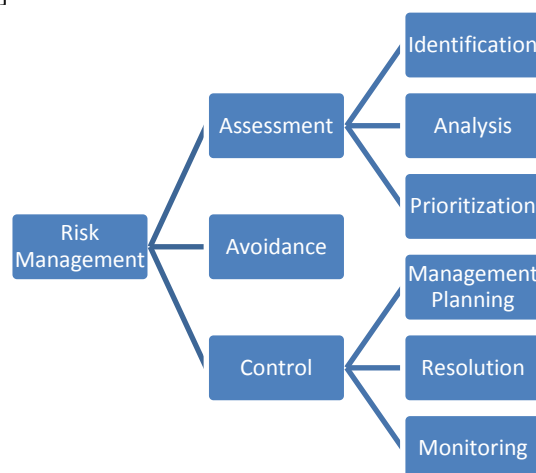 ]
Identification
Assessment
Analysis
Prioritization
Risk
Management
Avoidance
Management
Planning
Control
Resolution
Monitoring